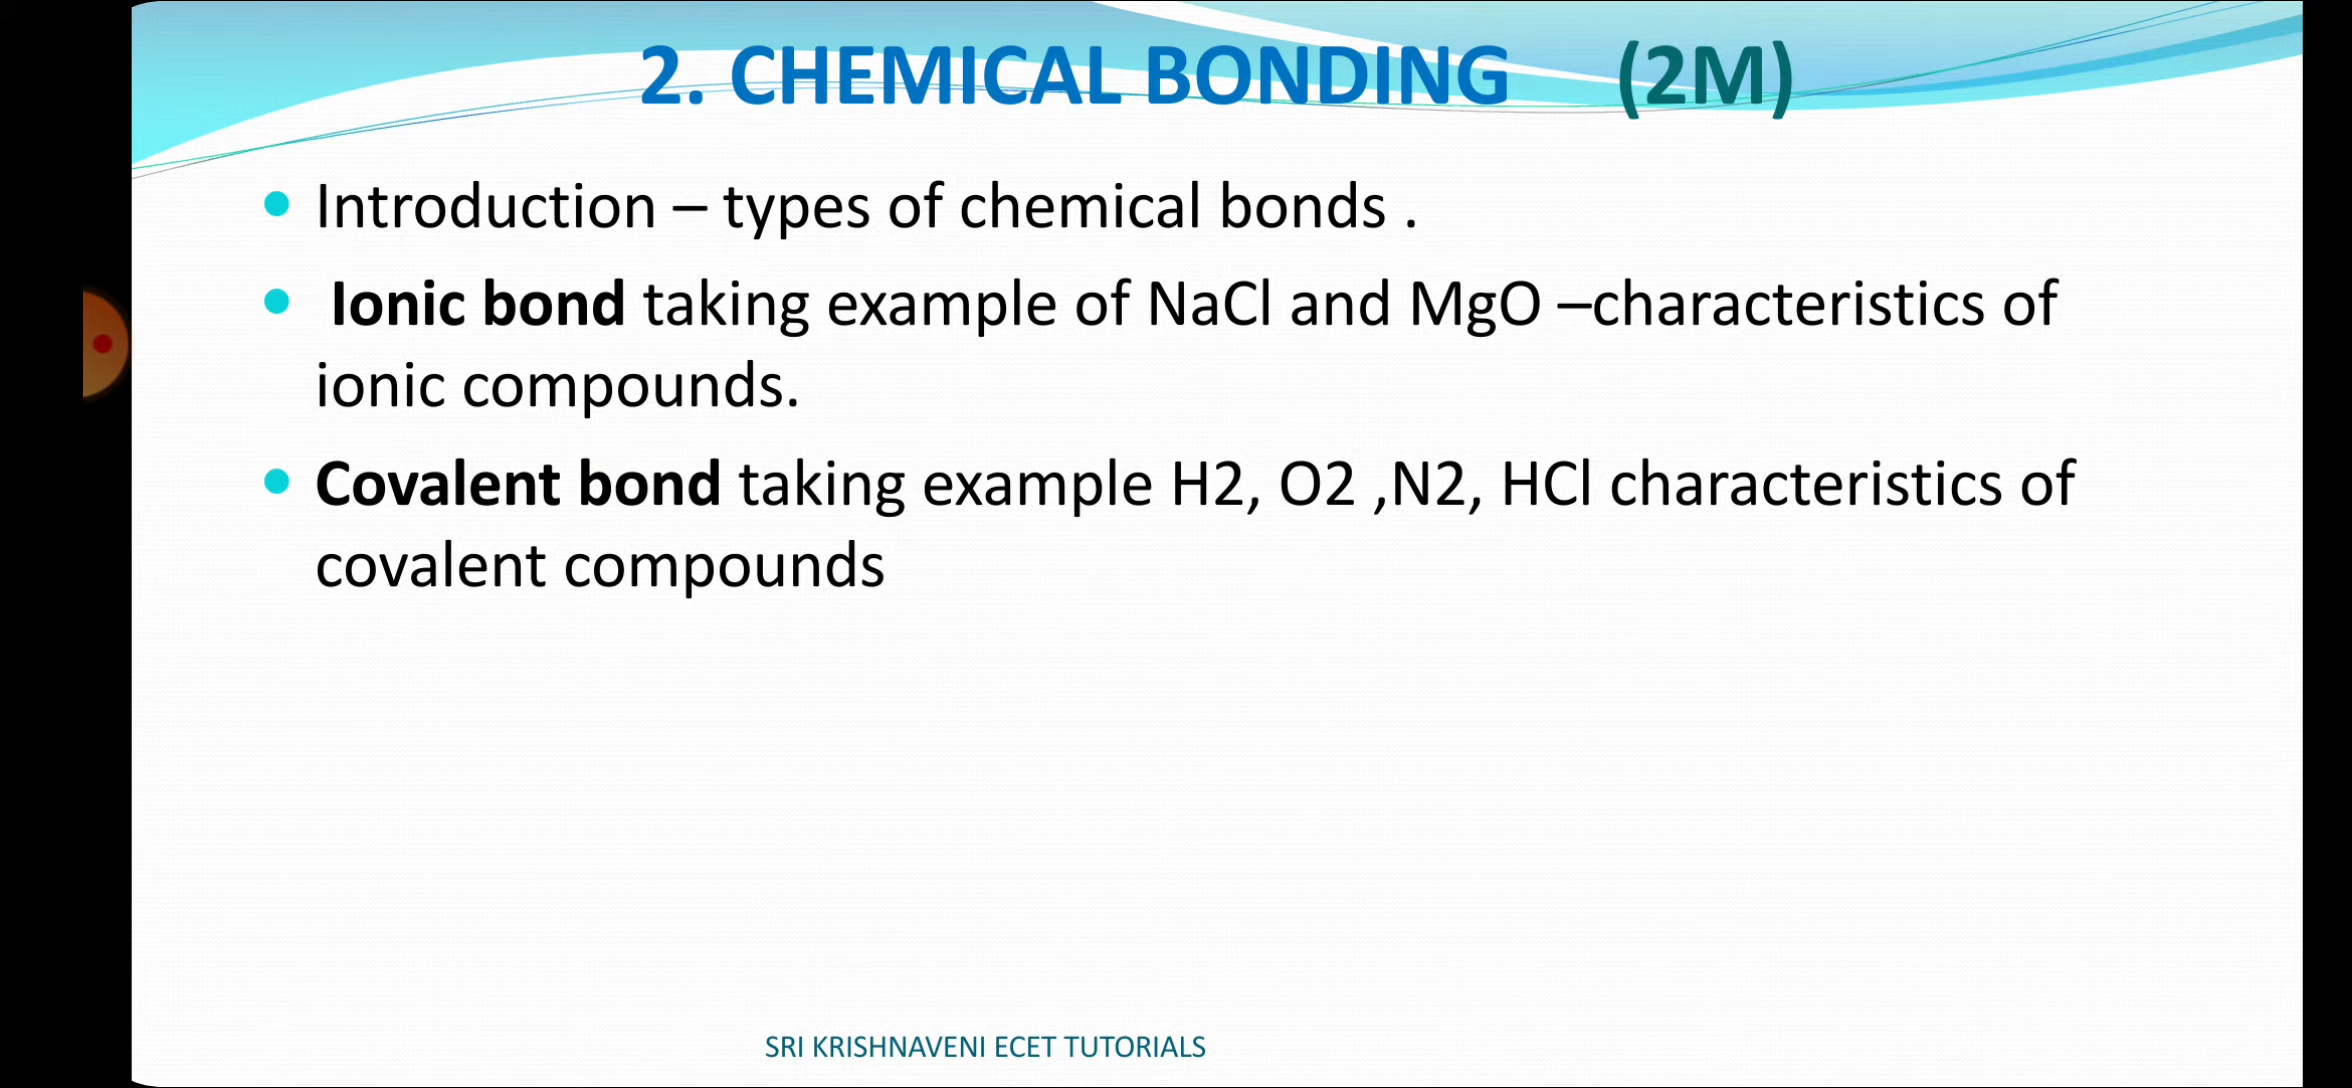 2. CHEMICAL BONDING (2M)
Introduction – types of chemical bonds .
Ionic bond taking example of NaCl and MgO –characteristics of
ionic compounds.
Covalent bond taking example H2, O2 ,N2, HCl characteristics of
covalent compounds
SRI KRISHNAVENI ECET TUTORIALS